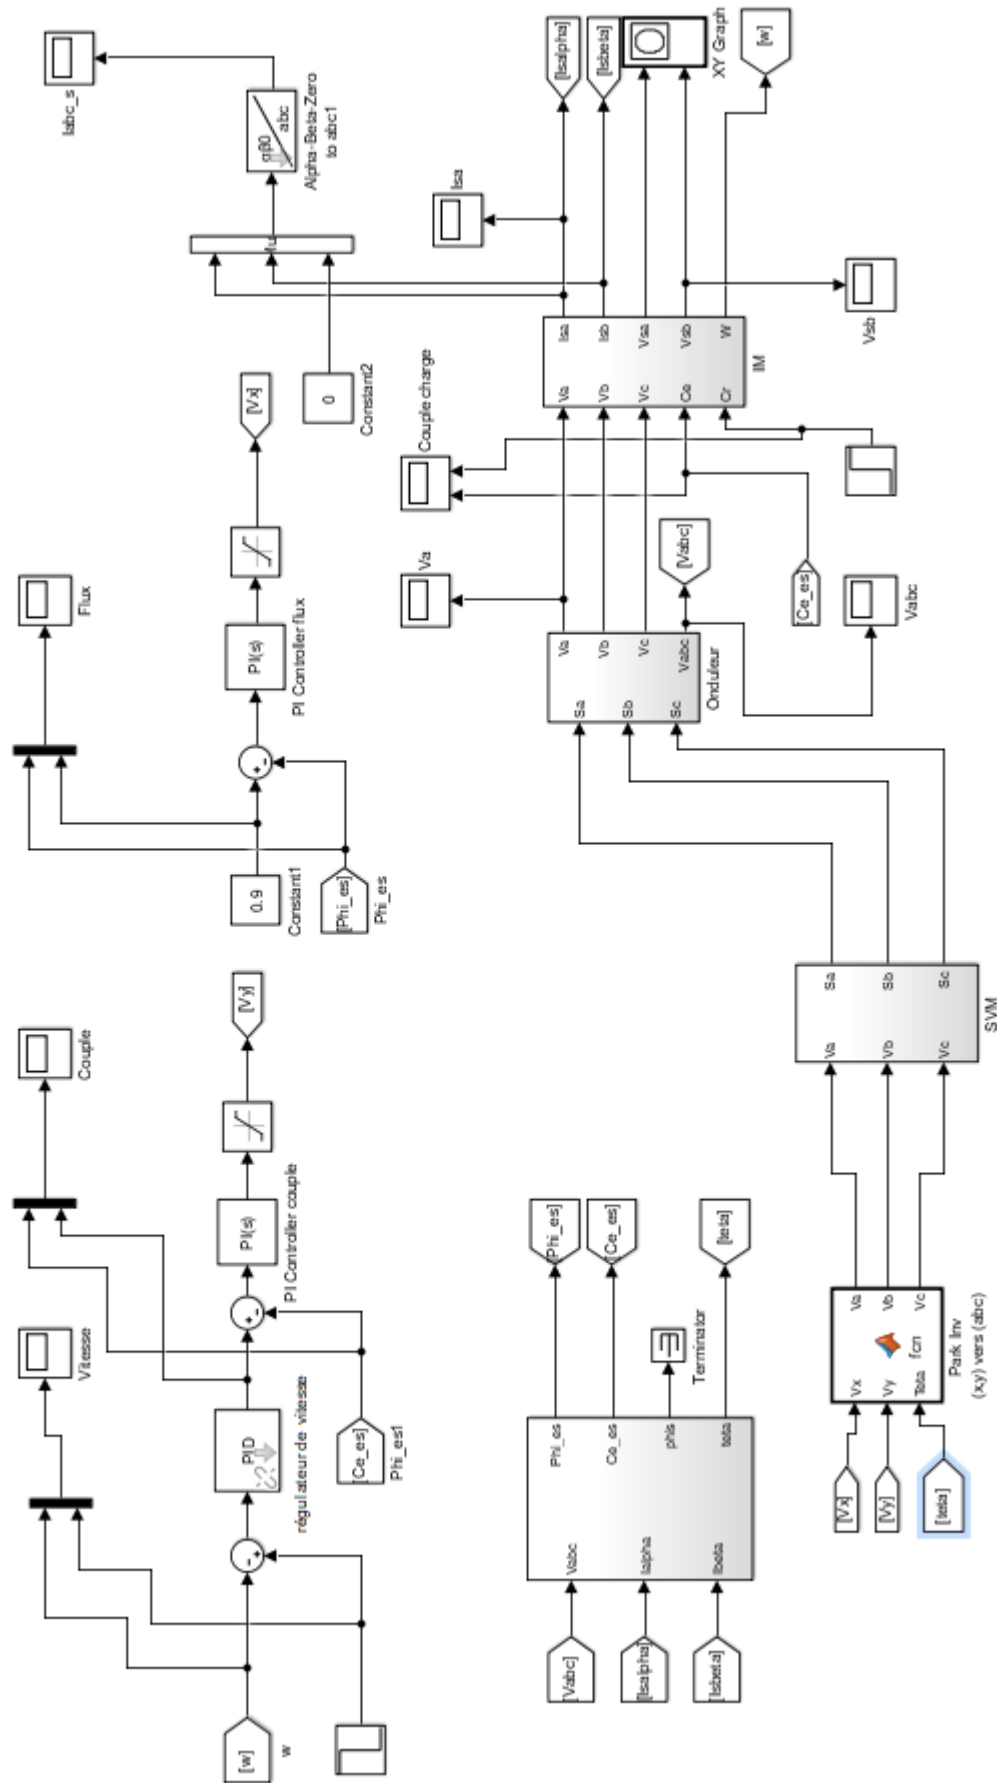 [w]
w
Vitesse
PID
régulateur de vitesse
[Ce_es]
Phi_es1
Couple
PI(s)
PI Controller couple
[Vy]
0.9
Constant1
[Phi_es]
Phi_es
Flux
PI(s)
PI Controller flux
[Vx]
0
Constant2
Iabc_s
αβ0
abc
Alpha-Beta-Zero
to abc1
[Vabc]
[Isalpha]
[Isbeta]
Vabc
Ialpha
Ibeta
Phi_es
Ce_es
phis
teta
[Phi_es]
[Ce_es]
Terminator
[teta]
Va
Couple charge
Isa
Sa
Sb
Sc
Va
Vb
Vc
Vabc
Onduleur
[Vabc]
[Ce_es]
Vabc
Va
Vb
Vc
Ce
Cr
Isa
Isb
Vsa
Vsb
W
IM
Vsb
[Isalpha]
[Isbeta]
XY Graph
[w]
[Vx]
[Vy]
[teta]
Vx
Vy
Teta
fcn
Va
Vb
Vc
Park Inv
(x,y) vers (abc)
Va
Vb
Vc
Sa
Sb
Sc
SVM